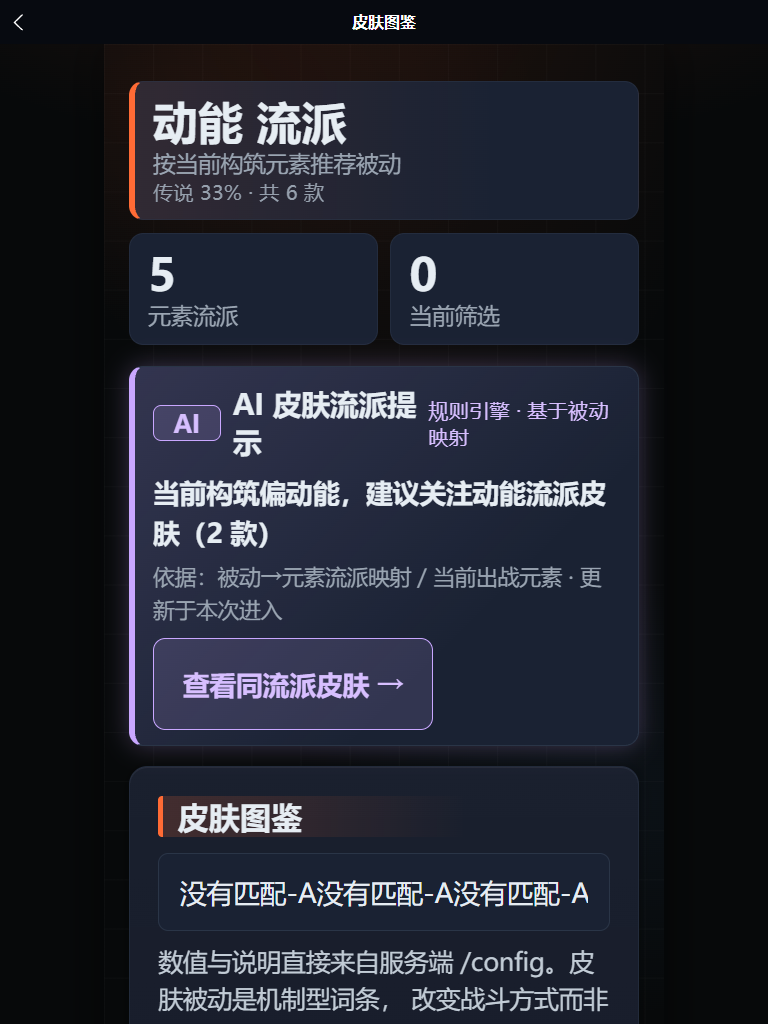 皮肤图鉴
动能 流派
按当前构筑元素推荐被动
传说 33% · 共 6 款
5
元素流派
0
当前筛选
AI
AI 皮肤流派提
示
规则引擎 · 基于被动
映射
当前构筑偏动能，建议关注动能流派皮
肤（2 款）
依据：被动→元素流派映射 / 当前出战元素 · 更
新于本次进入
查看同流派皮肤 →
皮肤图鉴
没有匹配-A没有匹配-A没有匹配-A
数值与说明直接来自服务端 /config。皮
肤被动是机制型词条， 改变战斗方式而非